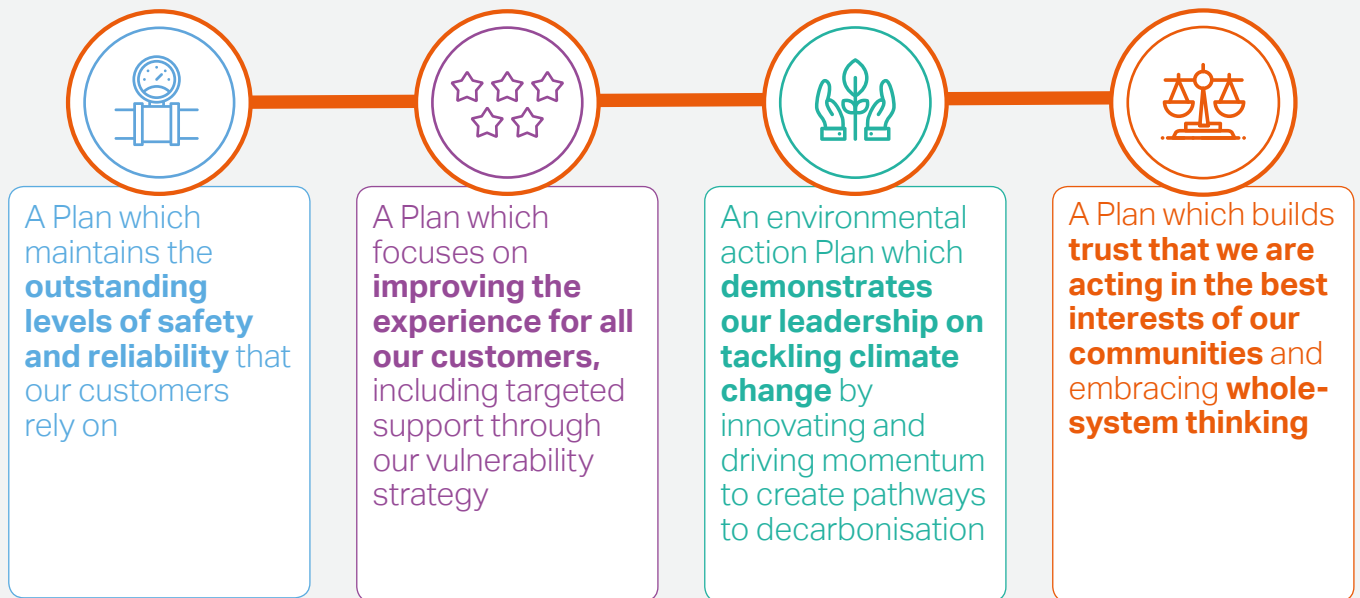 A Plan which
maintains the
outstanding
levels of safety
and reliability that
our customers
rely on
A Plan which
focuses on
improving the
experience for all
our customers,
including targeted
support through
our vulnerability
strategy
An environmental
action Plan which
demonstrates
our leadership on
tackling climate
change by
innovating and
driving momentum
to create pathways
to decarbonisation
A Plan which builds
trust that we are
acting in the best
interests of our
communities and
embracing whole-
system thinking